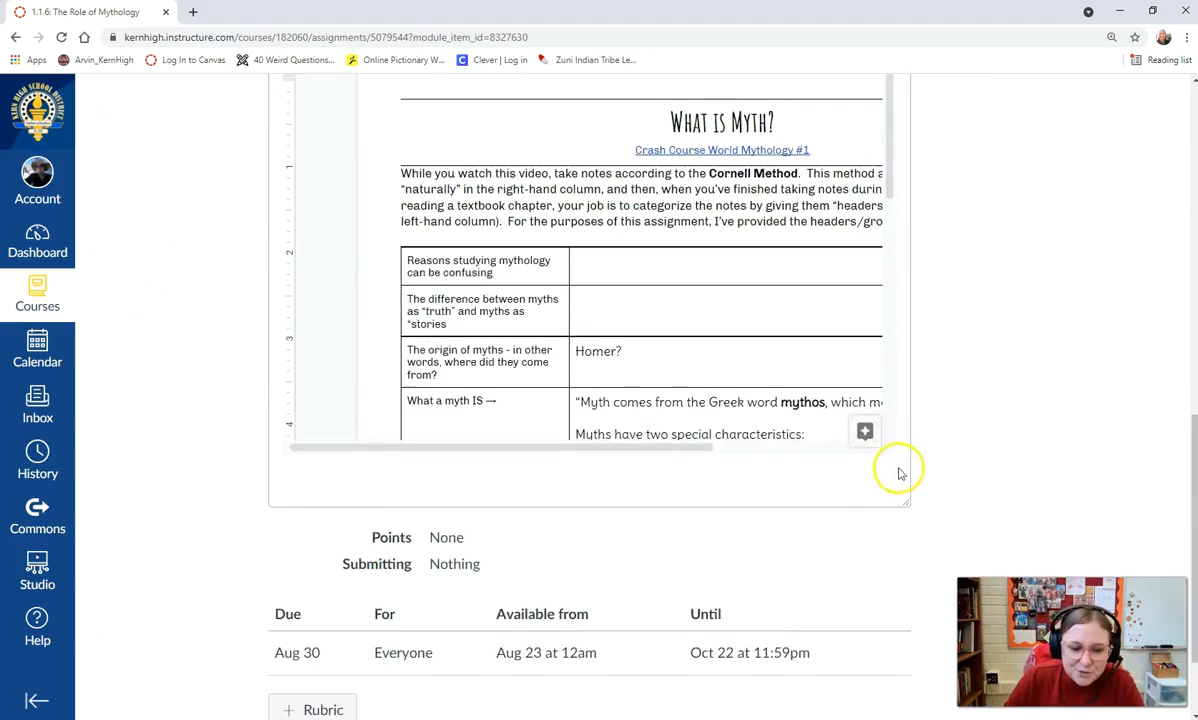 1.1.6: The Role of Mythology
kernhigh.instructure.com/courses/182060/assignments/5079544?module_item_id=8327630
Apps
Arvin_KernHigh
Log In to Canvas
40 Weird Questions...
Online Pictionary W...
Clever | Log in
Zuni Indian Tribe Le...
Reading list
Account
Dashboard
Courses
Calendar
Inbox
History
Commons
Studio
Help
1
2
3
4
What is Myth?
Crash Course World Mythology #1
While you watch this video, take notes according to the Cornell Method. This method a
“naturally” in the right-hand column, and then, when you’ve finished taking notes durin
reading a textbook chapter, your job is to categorize the notes by giving them “headers
left-hand column). For the purposes of this assignment, I’ve provided the headers/gro
Reasons studying mythology
can be confusing
The difference between myths
as “truth” and myths as
“stories
The origin of myths - in other
words, where did they come
from?
Homer?
What a myth IS →
“Myth comes from the Greek word mythos, which m
Myths have two special characteristics:
Points None
Submitting Nothing
Due For Available from Until
Aug 30 Everyone Aug 23 at 12am Oct 22 at 11:59pm
+ Rubric